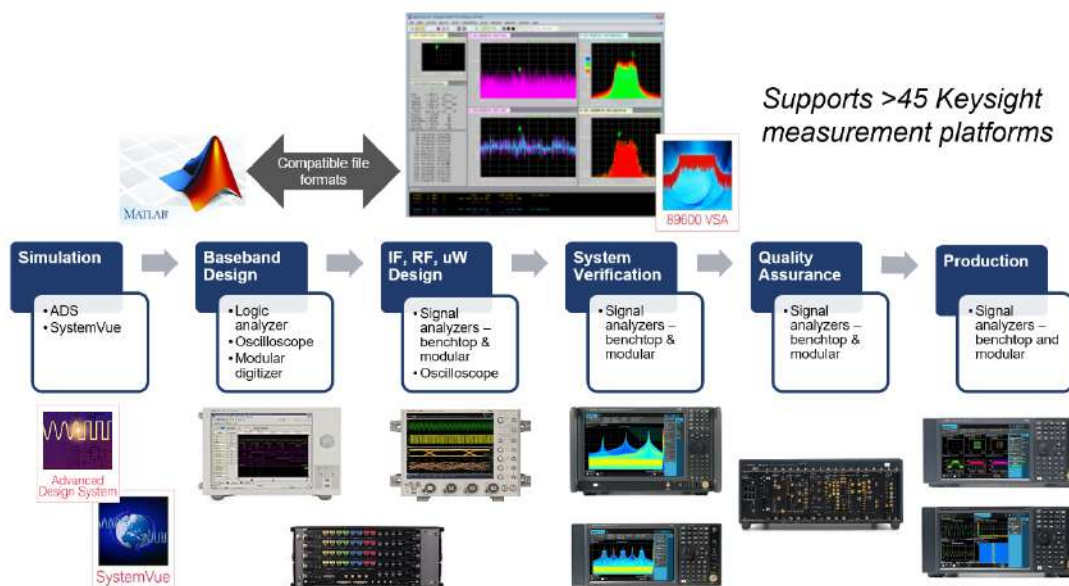 Supports >45 Keysight
measurement platforms
Compatible file
formats
MATLAB®
89600 VSA
Simulation
• ADS
• SystemVue
Baseband
Design
• Logic
analyzer
• Oscilloscope
• Modular
digitizer
IF, RF, uW
Design
• Signal
analyzers –
benchtop &
modular
• Oscilloscope
System
Verification
• Signal
analyzers –
benchtop &
modular
Quality
Assurance
• Signal
analyzers –
benchtop
& modular
Production
• Signal
analyzers –
benchtop and
modular
Advanced
Design System
SystemVue